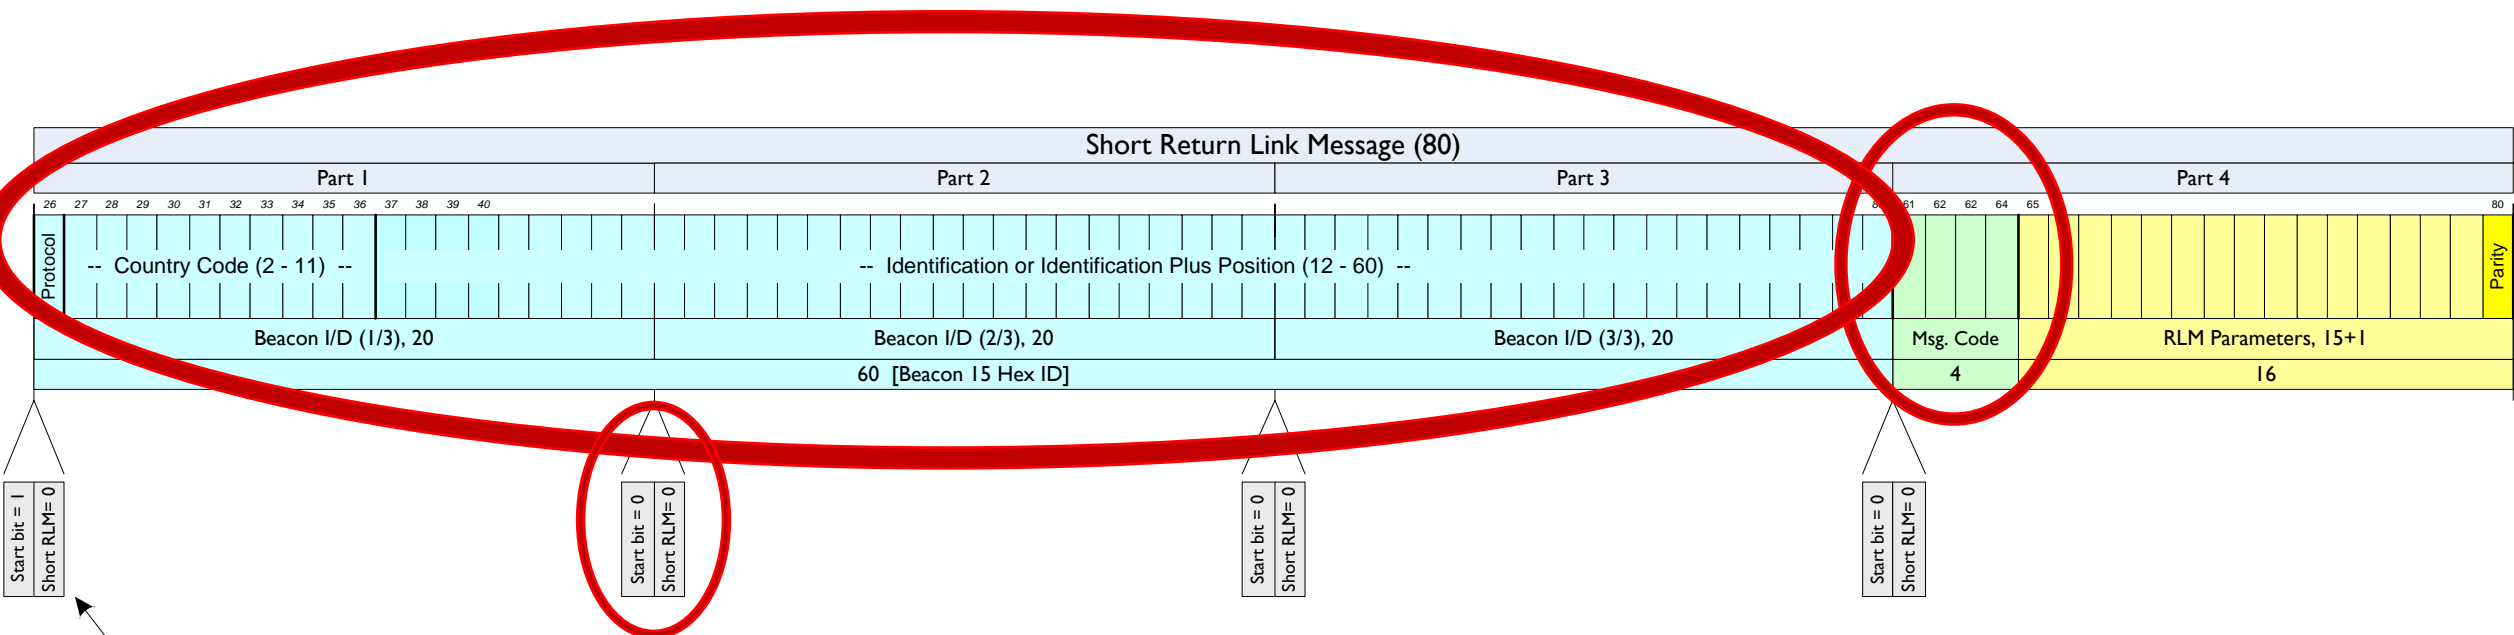 Short Return Link Message (80)
Part 1 Part 2 Part 3 Part 4
26 27 28 29 30 31 32 33 34 35 36 37 38 39 40 61 62 62 64 65 80
Protocol
-- Country Code (2 - 11) --
-- Identification or Identification Plus Position (12 - 60) --
Parity
Beacon I/D (1/3), 20 Beacon I/D (2/3), 20 Beacon I/D (3/3), 20 Msg. Code RLM Parameters, 15+1
60 [Beacon 15 Hex ID] 4 16
Start bit = 1
Short RLM= 0
Start bit = 0
Short RLM= 0
Start bit = 0
Short RLM= 0
Start bit = 0
Short RLM= 0